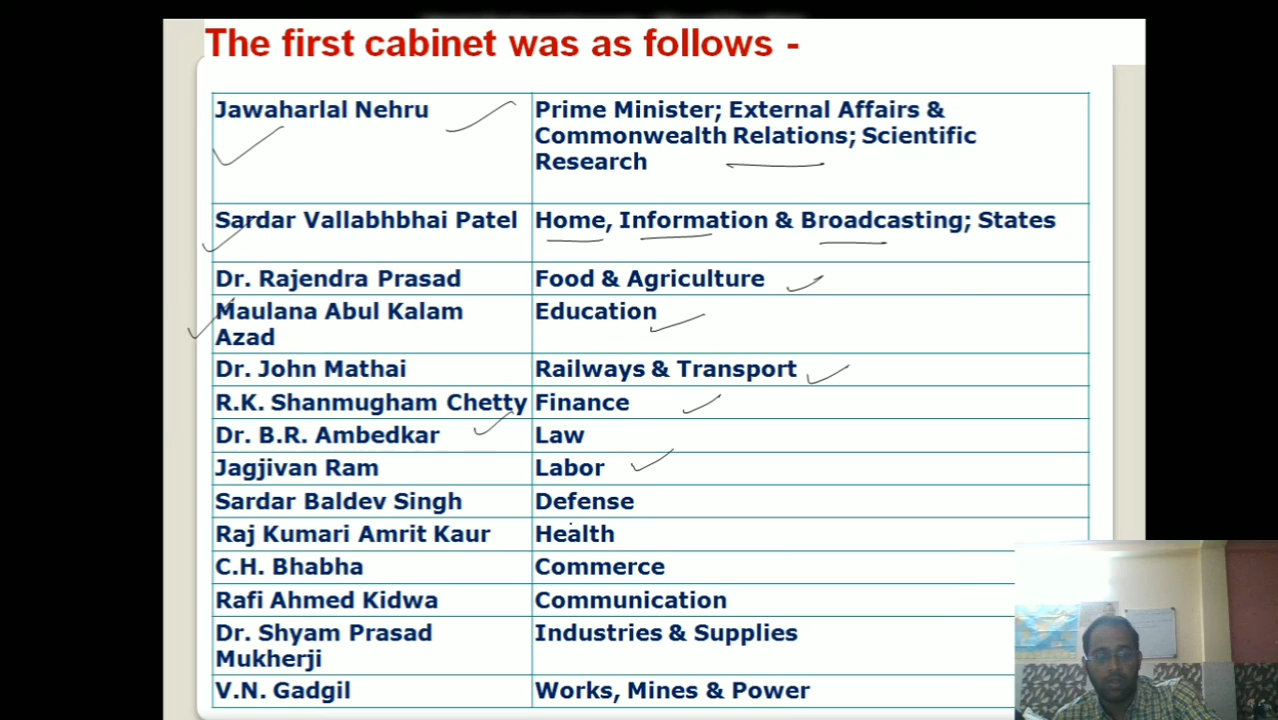 The first cabinet was as follows -
Jawaharlal Nehru
Prime Minister; External Affairs &
Commonwealth Relations; Scientific
Research
Sardar Vallabhbhai Patel
Home, Information & Broadcasting; States
Dr. Rajendra Prasad
Food & Agriculture
Maulana Abul Kalam
Azad
Education
Dr. John Mathai
Railways & Transport
R.K. Shanmugham Chetty
Finance
Dr. B.R. Ambedkar
Law
Jagjivan Ram
Labor
Sardar Baldev Singh
Defense
Raj Kumari Amrit Kaur
Health
C.H. Bhabha
Commerce
Rafi Ahmed Kidwa
Communication
Dr. Shyam Prasad
Mukherji
Industries & Supplies
V.N. Gadgil
Works, Mines & Power